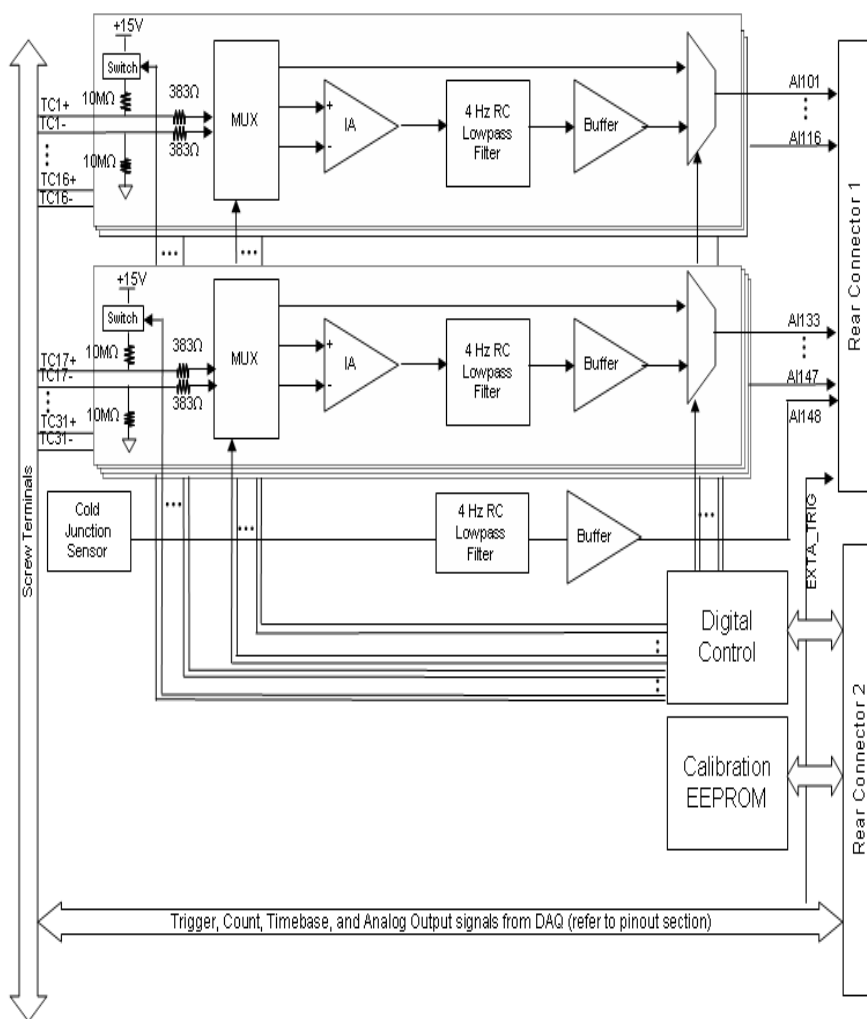 +15V
Switch
10MΩ
TC1+
TC1-
10MΩ
TC16+
TC16-
383Ω
383Ω
MUX
+
-
IA
4 Hz RC
Lowpass
Filter
Buffer
AI101
AI116
Rear Connector 1
+15V
Switch
10MΩ
TC17+
TC17-
10MΩ
TC31+
TC31-
383Ω
383Ω
MUX
+
-
IA
4 Hz RC
Lowpass
Filter
Buffer
AI133
AI147
AI148
Screw Terminals
Cold
Junction
Sensor
4 Hz RC
Lowpass
Filter
Buffer
EXTA_TRIG
Digital
Control
Calibration
EEPROM
Rear Connector 2
Trigger, Count, Timebase, and Analog Output signals from DAQ (refer to pinout section)